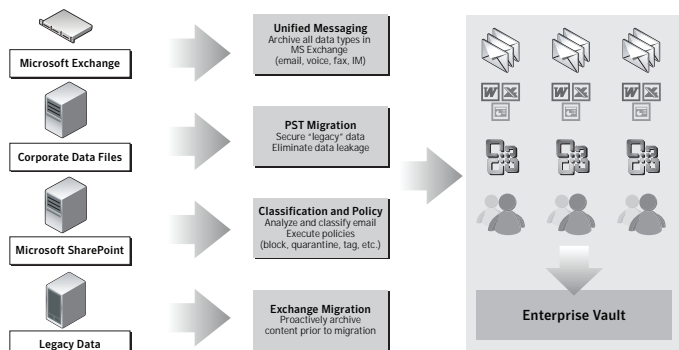 Microsoft Exchange
Unified Messaging
Archive all data types in
MS Exchange
(email, voice, fax, IM)
Corporate Data Files
PST Migration
Secure "legacy" data
Eliminate data leakage
Microsoft SharePoint
Classification and Policy
Analyze and classify email
Execute policies
(block, quarantine, tag, etc.)
Legacy Data
Exchange Migration
Proactively archive
content prior to migration
W X
W X
W X
Enterprise Vault